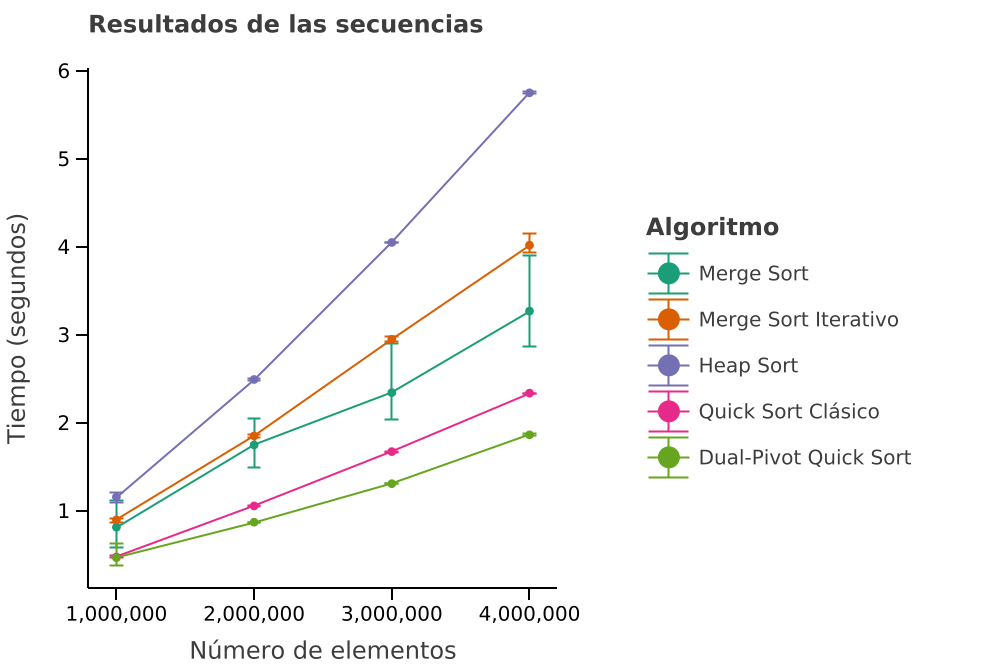 Resultados de las secuencias
6
5
4
3
2
1
Tiempo (segundos)
1,000,000
2,000,000
3,000,000
4,000,000
Número de elementos
Algoritmo
Merge Sort
Merge Sort Iterativo
Heap Sort
Quick Sort Clásico
Dual-Pivot Quick Sort